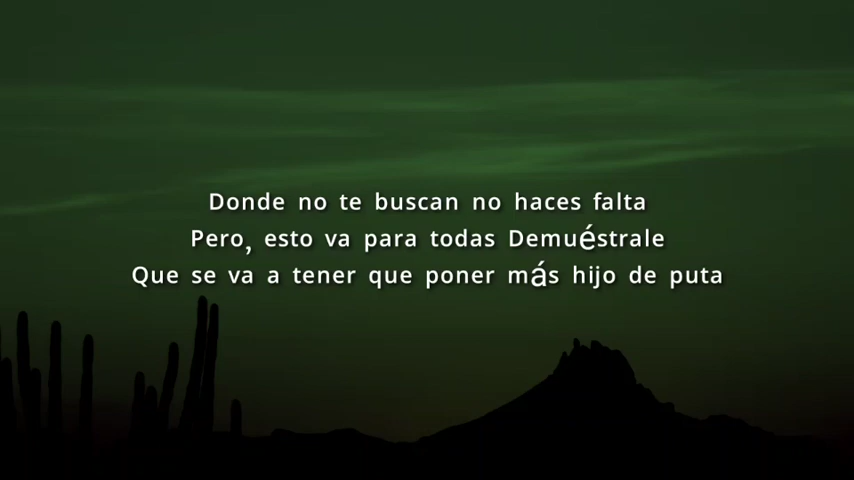 Donde no te buscan no haces falta
Pero, esto va para todas Demuéstrale
Que se va a tener que poner más hijo de puta